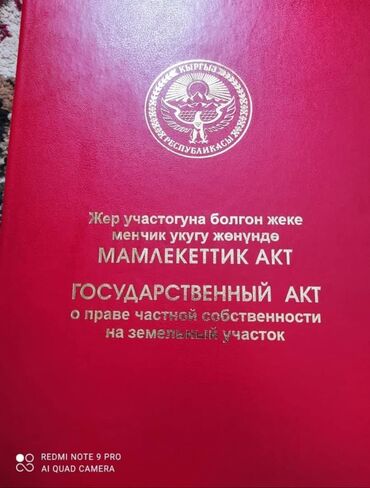 КЫРГЫЗ
РЕСПУБЛИКАСЫ
Жер участогуна болгон жеке
менчик укугу жөнүндө
МАМЛЕКЕТТИК АКТ
ГОСУДАРСТВЕННЫЙ АКТ
о праве частной собственности
на земельный участок
REDMI NOTE 9 PRO
AI QUAD CAMERA